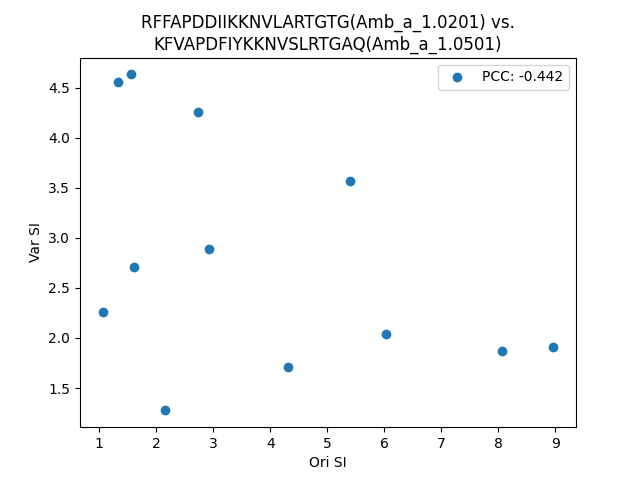 RFFAPDDIIKKNVLARTGTG(Amb_a_1.0201) vs.
KFVAPDFIYKKNVSLRTGAQ(Amb_a_1.0501)
PCC: -0.442
4.5
4.0
3.5
3.0
2.5
2.0
1.5
Var SI
1 2 3 4 5 6 7 8 9
Ori SI